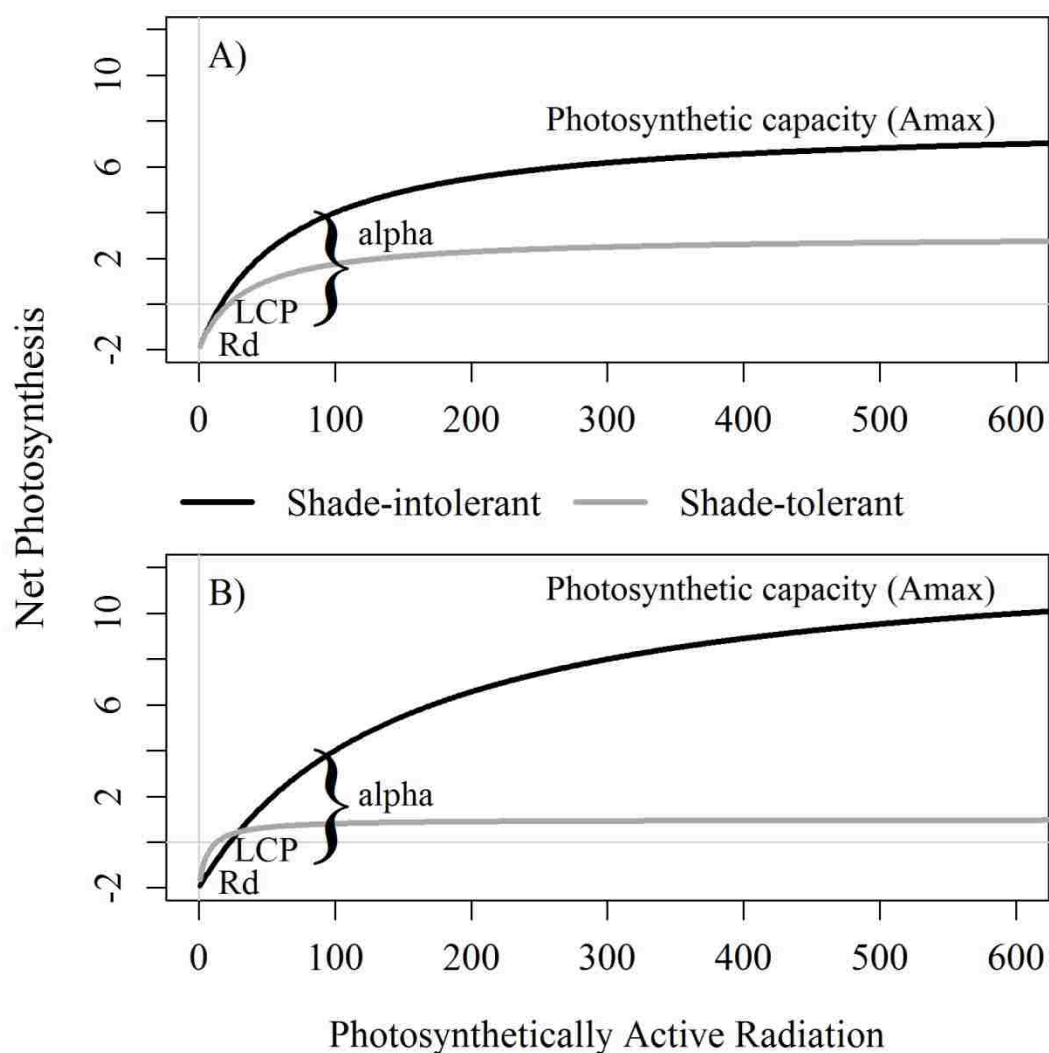 A)
10
6
2
-2
Photosynthetic capacity (Amax)
alpha
LCP
Rd
0 100 200 300 400 500 600
Net Photosynthesis
Shade-intolerant Shade-tolerant
B)
10
6
2
-2
Photosynthetic capacity (Amax)
alpha
LCP
Rd
0 100 200 300 400 500 600
Photosynthetically Active Radiation